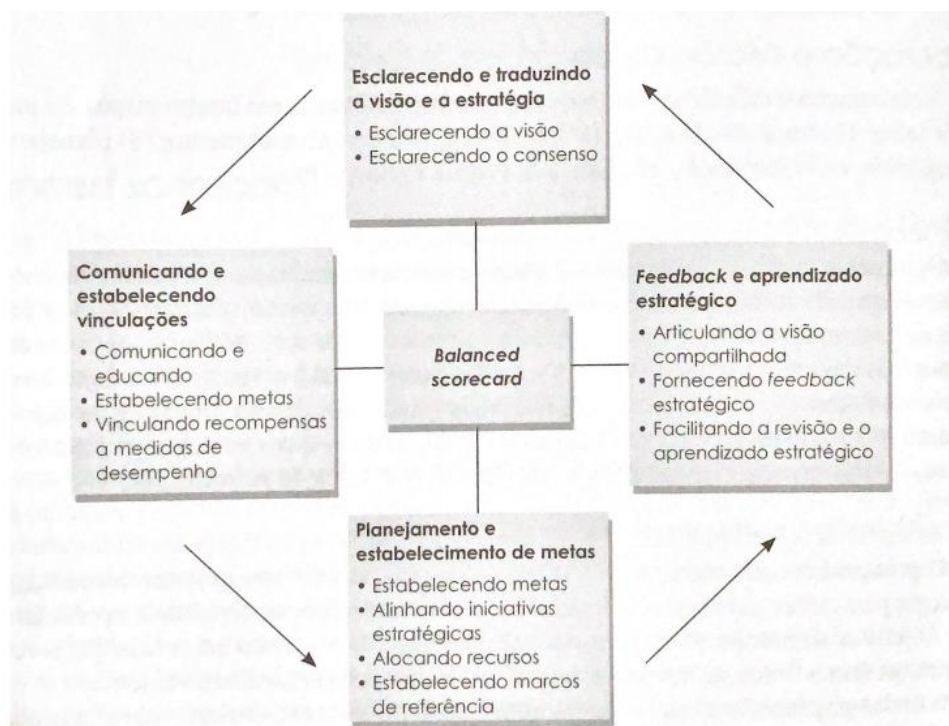 Esclarecendo e traduzindo
a visão e a estratégia
• Esclarecendo a visão
• Esclarecendo o consenso
Comunicando e
estabelecendo
vinculações
• Comunicando e
educando
• Estabelecendo metas
• Vinculando recompensas
a medidas de
desempenho
Balanced
scorecard
Feedback e aprendizado
estratégico
• Articulando a visão
compartilhada
• Fornecendo feedback
estratégico
• Facilitando a revisão e o
aprendizado estratégico
Planejamento e
estabelecimento de metas
• Estabelecendo metas
• Alinhando iniciativas
estratégicas
• Alocando recursos
• Estabelecendo marcos
de referência